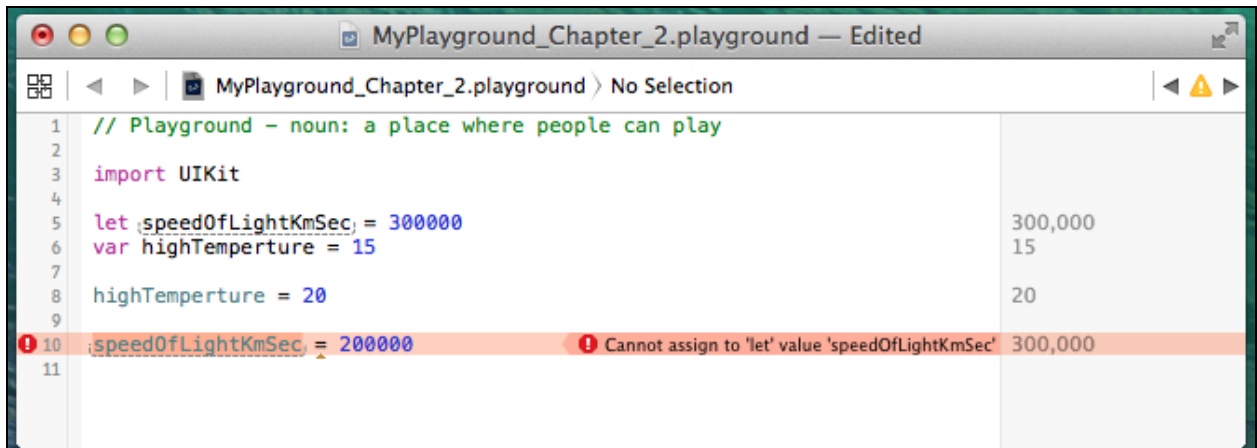 MyPlayground_Chapter_2.playground — Edited
MyPlayground_Chapter_2.playground 〉 No Selection
1 // Playground – noun: a place where people can play
2
3 import UIKit
4
5 let speedOfLightKmSec = 300000 300,000
6 var highTemperture = 15 15
7
8 highTemperture = 20 20
9
10 speedOfLightKmSec = 200000 Cannot assign to 'let' value 'speedOfLightKmSec' 300,000
11